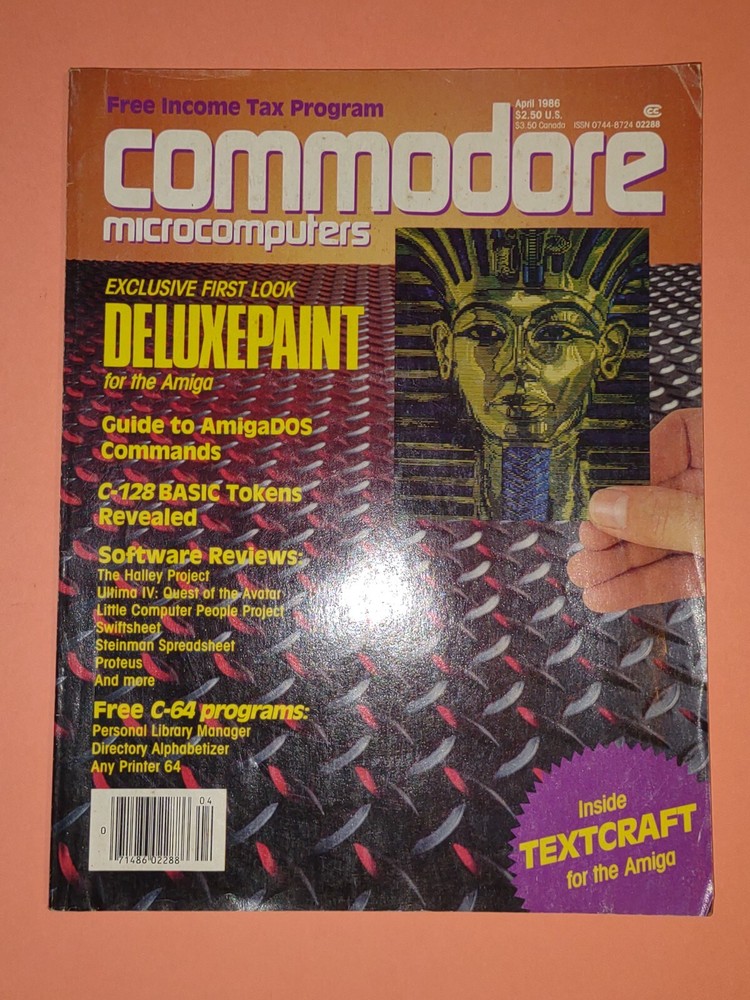 Free Income Tax Program
April 1986
$2.50 U.S.
$3.50 Canada ISSN 0744-8724 02288
CC
commodore
microcomputers
EXCLUSIVE FIRST LOOK
DELUXEPAINT
for the Amiga
Guide to AmigaDOS
Commands
C-128 BASIC Tokens
Revealed
Software Reviews:
The Halley Project
Ultima IV: Quest of the Avatar
Little Computer People Project
Swiftsheet
Steinman Spreadsheet
Proteus
And more
Free C-64 programs:
Personal Library Manager
Directory Alphabetizer
Any Printer 64
04
0
71486 02288
Inside
TEXTCRAFT
for the Amiga